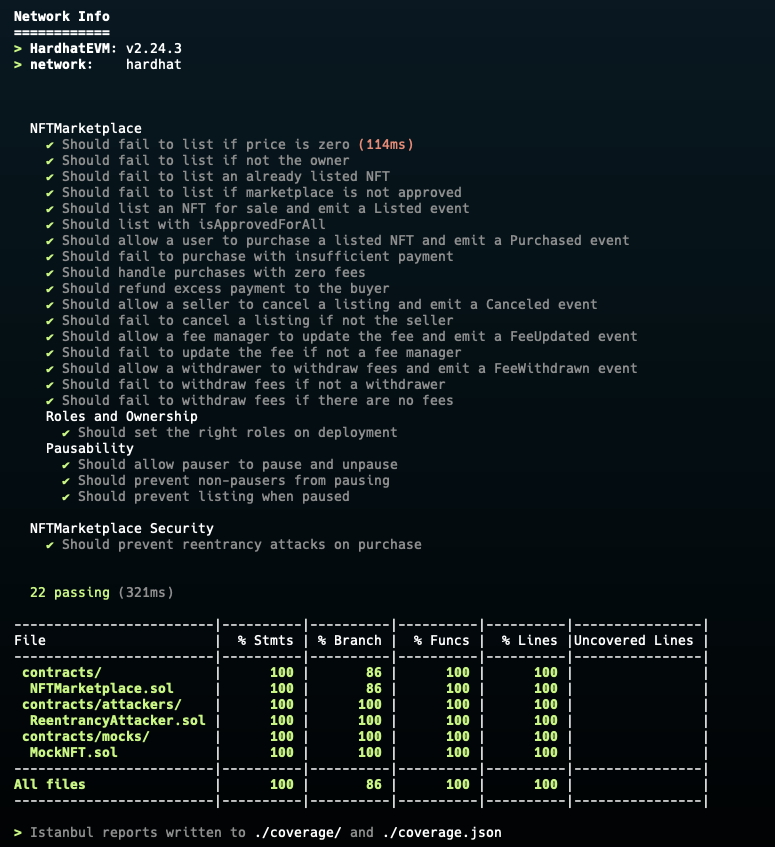 Network Info
============
> HardhatEVM: v2.24.3
> network:    hardhat

  NFTMarketplace
    ✔ Should fail to list if price is zero (114ms)
    ✔ Should fail to list if not the owner
    ✔ Should fail to list an already listed NFT
    ✔ Should fail to list if marketplace is not approved
    ✔ Should list an NFT for sale and emit a Listed event
    ✔ Should list with isApprovedForAll
    ✔ Should allow a user to purchase a listed NFT and emit a Purchased event
    ✔ Should fail to purchase with insufficient payment
    ✔ Should handle purchases with zero fees
    ✔ Should refund excess payment to the buyer
    ✔ Should allow a seller to cancel a listing and emit a Canceled event
    ✔ Should fail to cancel a listing if not the seller
    ✔ Should allow a fee manager to update the fee and emit a FeeUpdated event
    ✔ Should fail to update the fee if not a fee manager
    ✔ Should allow a withdrawer to withdraw fees and emit a FeeWithdrawn event
    ✔ Should fail to withdraw fees if not a withdrawer
    ✔ Should fail to withdraw fees if there are no fees
    Roles and Ownership
      ✔ Should set the right roles on deployment
    Pausability
      ✔ Should allow pauser to pause and unpause
      ✔ Should prevent non-pausers from pausing
      ✔ Should prevent listing when paused

  NFTMarketplace Security
    ✔ Should prevent reentrancy attacks on purchase

  22 passing (321ms)

-------------------------|----------|----------|----------|----------|----------------|
File                     |  % Stmts | % Branch |  % Funcs |  % Lines |Uncovered Lines |
-------------------------|----------|----------|----------|----------|----------------|
 contracts/              |      100 |       86 |      100 |      100 |                |
  NFTMarketplace.sol     |      100 |       86 |      100 |      100 |                |
 contracts/attackers/    |      100 |      100 |      100 |      100 |                |
  ReentrancyAttacker.sol |      100 |      100 |      100 |      100 |                |
 contracts/mocks/        |      100 |      100 |      100 |      100 |                |
  MockNFT.sol            |      100 |      100 |      100 |      100 |                |
-------------------------|----------|----------|----------|----------|----------------|
All files                |      100 |       86 |      100 |      100 |                |
-------------------------|----------|----------|----------|----------|----------------|

> Istanbul reports written to ./coverage/ and ./coverage.json